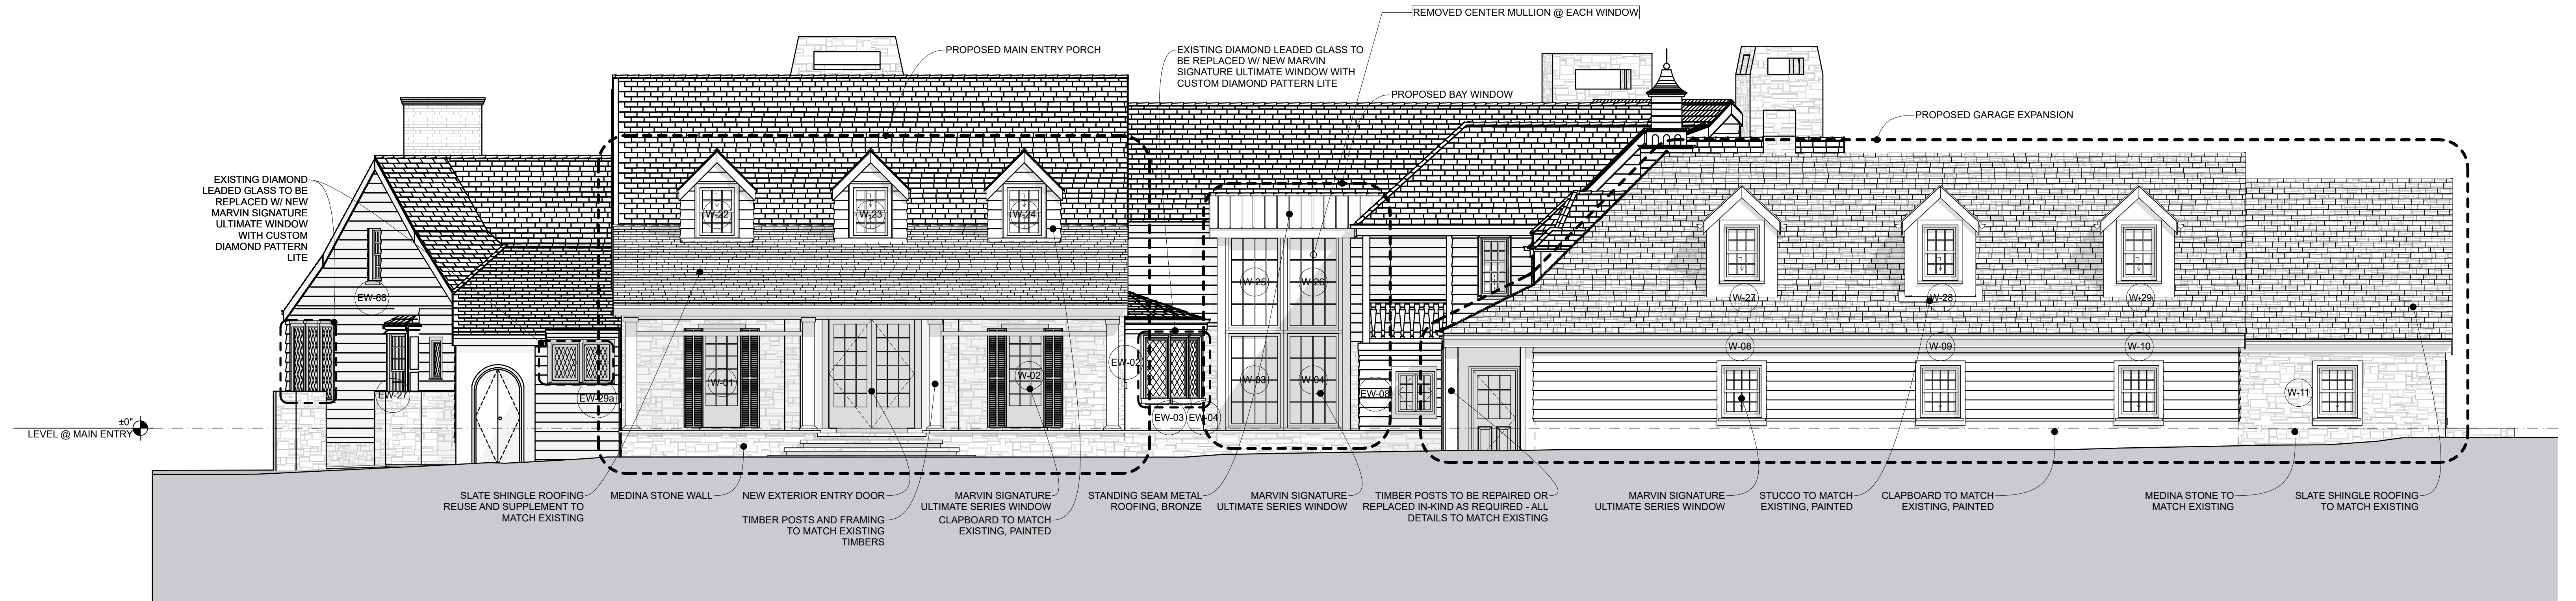 REMOVED CENTER MULLION @ EACH WINDOW
PROPOSED MAIN ENTRY PORCH
EXISTING DIAMOND LEADED GLASS TO
BE REPLACED W/ NEW MARVIN
SIGNATURE ULTIMATE WINDOW WITH
CUSTOM DIAMOND PATTERN LITE
PROPOSED BAY WINDOW
PROPOSED GARAGE EXPANSION
EXISTING DIAMOND
LEADED GLASS TO BE
REPLACED W/ NEW
MARVIN SIGNATURE
ULTIMATE WINDOW
WITH CUSTOM
DIAMOND PATTERN
LITE
W-22
W-23
W-24
W-25
W-26
EW-68
W-27
W-28
W-29
W-08
W-09
W-10
EW-02
W-01
W-02
W-03
W-04
EW-27
EW-29a
EW-08
W-11
EW-03
EW-04
±0"
LEVEL @ MAIN ENTRY
SLATE SHINGLE ROOFING
REUSE AND SUPPLEMENT TO
MATCH EXISTING
MEDINA STONE WALL
NEW EXTERIOR ENTRY DOOR
TIMBER POSTS AND FRAMING
TO MATCH EXISTING
TIMBERS
MARVIN SIGNATURE
ULTIMATE SERIES WINDOW
CLAPBOARD TO MATCH
EXISTING, PAINTED
STANDING SEAM METAL
ROOFING, BRONZE
MARVIN SIGNATURE
ULTIMATE SERIES WINDOW
TIMBER POSTS TO BE REPAIRED OR
REPLACED IN-KIND AS REQUIRED - ALL
DETAILS TO MATCH EXISTING
MARVIN SIGNATURE
ULTIMATE SERIES WINDOW
STUCCO TO MATCH
EXISTING, PAINTED
CLAPBOARD TO MATCH
EXISTING, PAINTED
MEDINA STONE TO
MATCH EXISTING
SLATE SHINGLE ROOFING
TO MATCH EXISTING